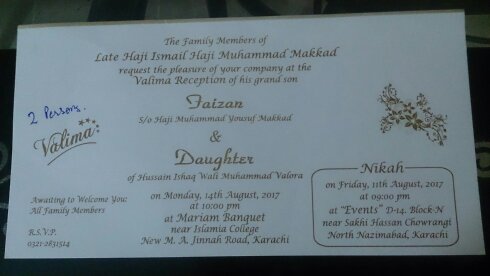 The Family Members of
Late Haji Ismail Haji Muhammad Makkad
request the pleasure of your company at the
Valima Reception of his grand son
Faizan
S/o Haji Muhammad Yousuf Makkad
&
Daughter
of Hussain Ishaq Wali Muhammad Valora
on Monday, 14th August, 2017
at 10:00 pm
at Mariam Banquet
near Islamia College
New M. A. Jinnah Road, Karachi
2 Persons.
Valima
Awaiting to Welcome You:
All Family Members
R.S.V.P.
0321-2831514
Nikah
on Friday, 11th August, 2017
at 09:00 pm
at "Events" D-14, Block-N
near Sakhi Hassan Chowrangi
North Nazimabad, Karachi